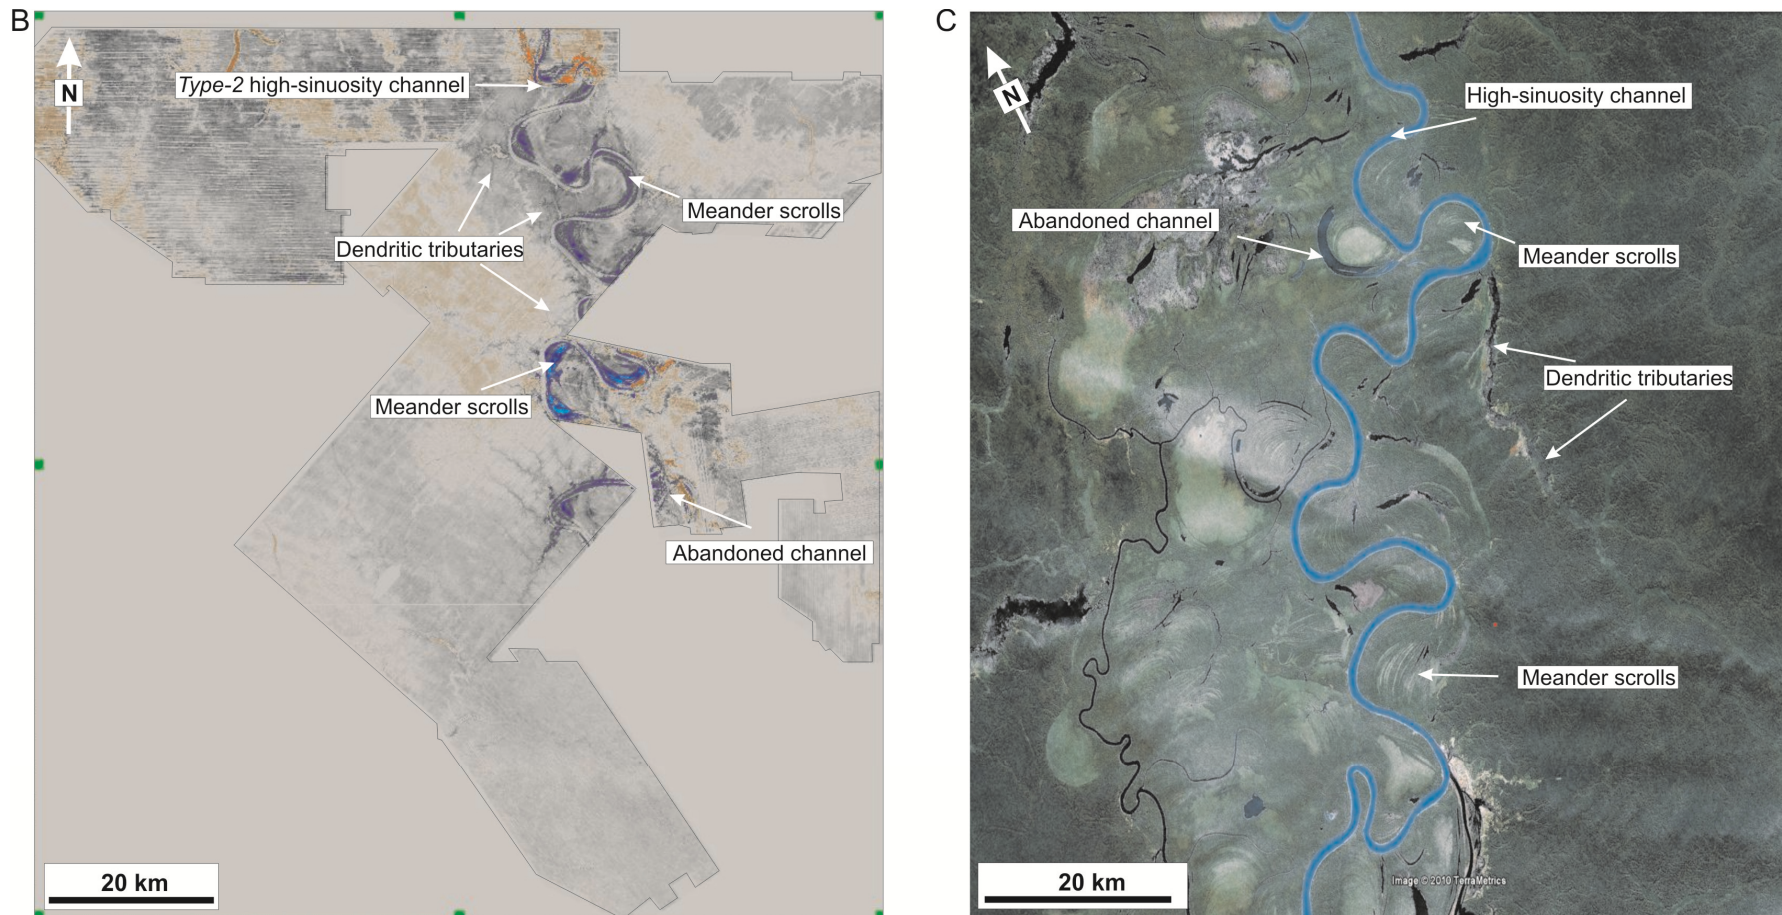 B
N
Type-2 high-sinuosity channel
Meander scrolls
Dendritic tributaries
Meander scrolls
Abandoned channel
20 km
C
N
High-sinuosity channel
Abandoned channel
Meander scrolls
Dendritic tributaries
Meander scrolls
Image © 2010 TerraMetrics
20 km